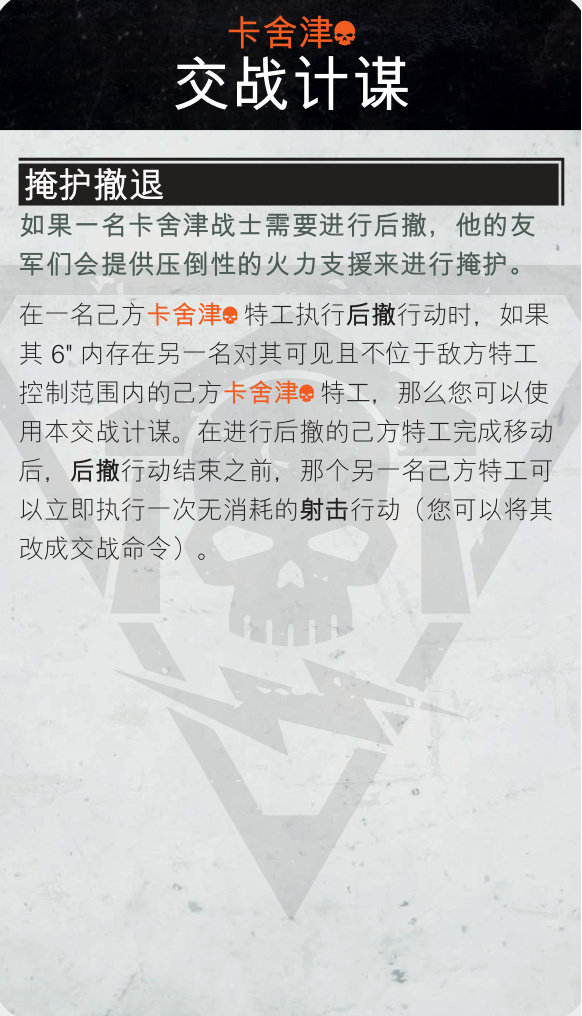 卡舍津
交战计谋
掩护撤退
如果一名卡舍津战士需要进行后撤，他的友
军们会提供压倒性的火力支援来进行掩护。
在一名己方卡舍津 特工执行后撤行动时，如果
其 6" 内存在另一名对其可见且不位于敌方特工
控制范围内的己方卡舍津 特工，那么您可以使
用本交战计谋。在进行后撤的己方特工完成移动
后，后撤行动结束之前，那个另一名己方特工可
以立即执行一次无消耗的射击行动（您可以将其
改成交战命令）。